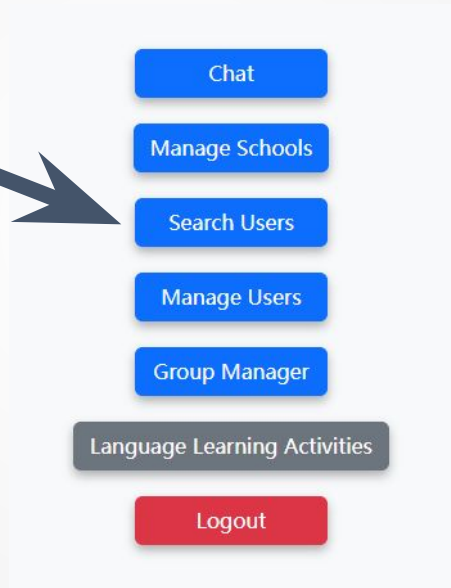 Chat
Manage Schools
Search Users
Manage Users
Group Manager
Language Learning Activities
Logout